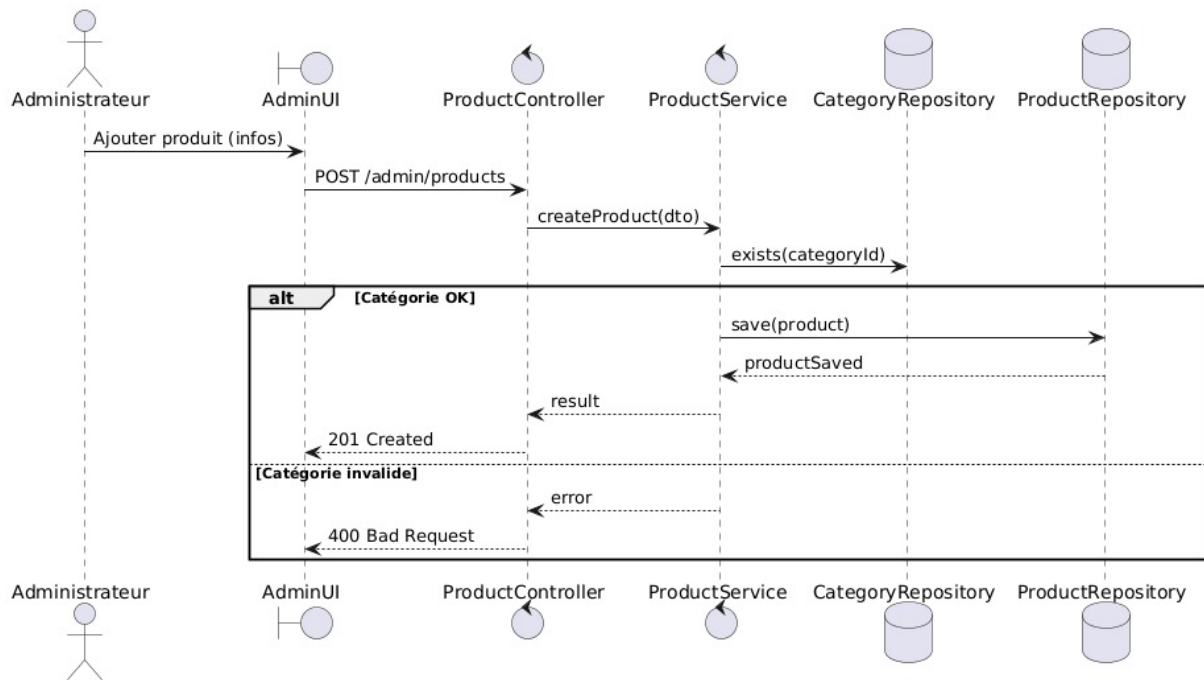 Administrateur AdminUI ProductController ProductService CategoryRepository ProductRepository
Ajouter produit (infos)
POST /admin/products
createProduct(dto)
exists(categoryId)
alt [Catégorie OK]
save(product)
productSaved
result
201 Created
[Catégorie invalide]
error
400 Bad Request
Administrateur AdminUI ProductController ProductService CategoryRepository ProductRepository